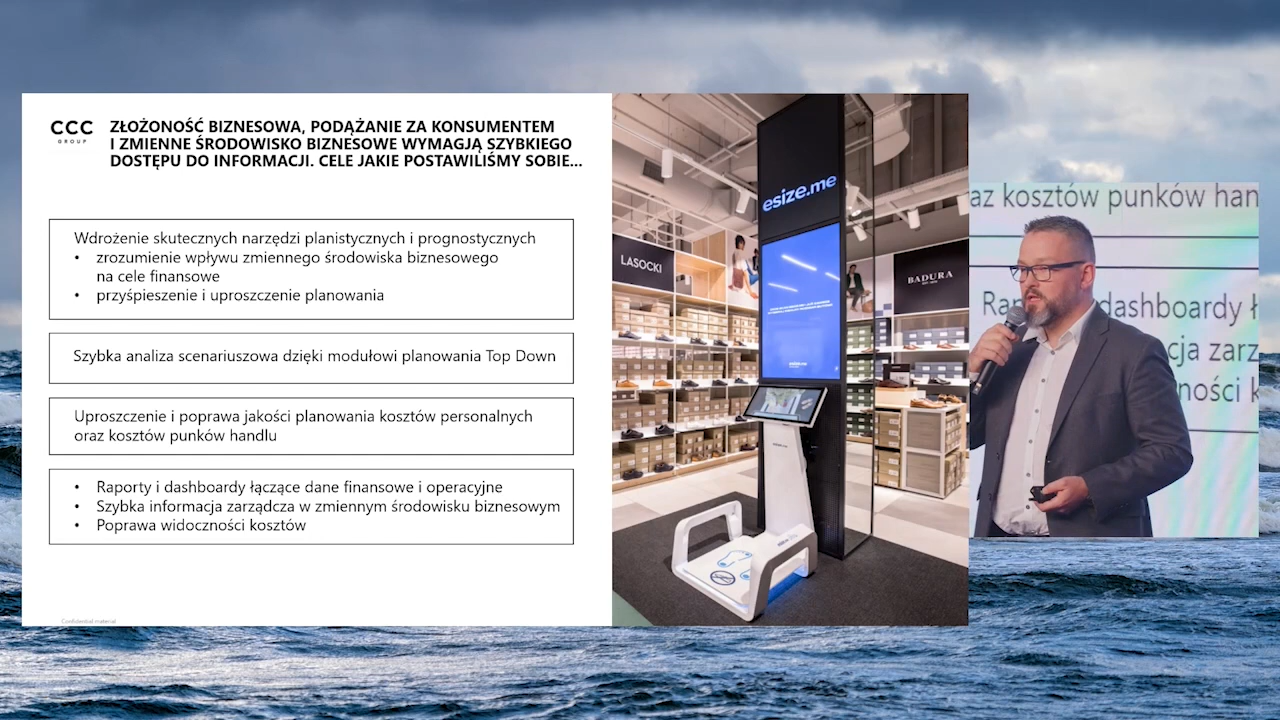 CCC
GROUP
ZŁOŻONOŚĆ BIZNESOWA, PODĄŻANIE ZA KONSUMENTEM
I ZMIENNE ŚRODOWISKO BIZNESOWE WYMAGJĄ SZYBKIEGO
DOSTĘPU DO INFORMACJI. CELE JAKIE POSTAWILIŚMY SOBIE...
Wdrożenie skutecznych narzędzi planistycznych i prognostycznych
• zrozumienie wpływu zmiennego środowiska biznesowego
na cele finansowe
• przyśpieszenie i uproszczenie planowania
Szybka analiza scenariuszowa dzięki modułowi planowania Top Down
Uproszczenie i poprawa jakości planowania kosztów personalnych
oraz kosztów punków handlu
• Raporty i dashboardy łączące dane finansowe i operacyjne
• Szybka informacja zarządcza w zmiennym środowisku biznesowym
• Poprawa widoczności kosztów
Confidential material
esize.me
LASOCKI
BADURA
az kosztów punków han
Rap dashboardy ł
cja zarz
ności k